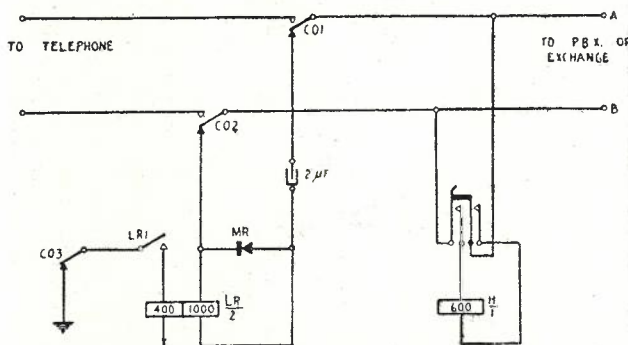 CO1
A
TO TELEPHONE
TO P B X. OR
EXCHANGE
CO2
B
2 µF
MR
LR1
CO3
400
1000
LR
2
600
H
1